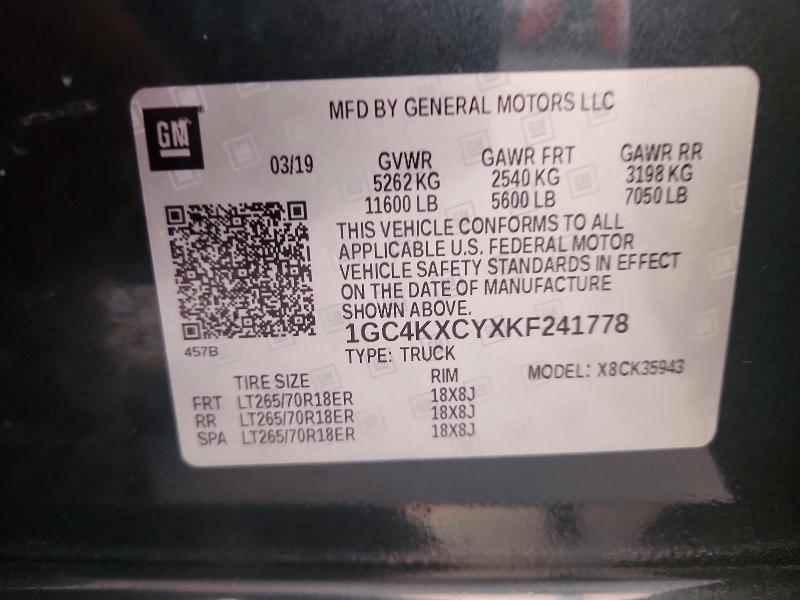 MFD BY GENERAL MOTORS LLC
GM
03/19 GVWR GAWR FRT GAWR RR
5262 KG 2540 KG 3198 KG
11600 LB 5600 LB 7050 LB
THIS VEHICLE CONFORMS TO ALL
APPLICABLE U.S. FEDERAL MOTOR
VEHICLE SAFETY STANDARDS IN EFFECT
ON THE DATE OF MANUFACTURE
SHOWN ABOVE.
1GC4KXCYXKF241778
457B
TYPE: TRUCK
MODEL: X8CK35943
TIRE SIZE RIM
FRT LT265/70R18ER 18X8J
RR LT265/70R18ER 18X8J
SPA LT265/70R18ER 18X8J